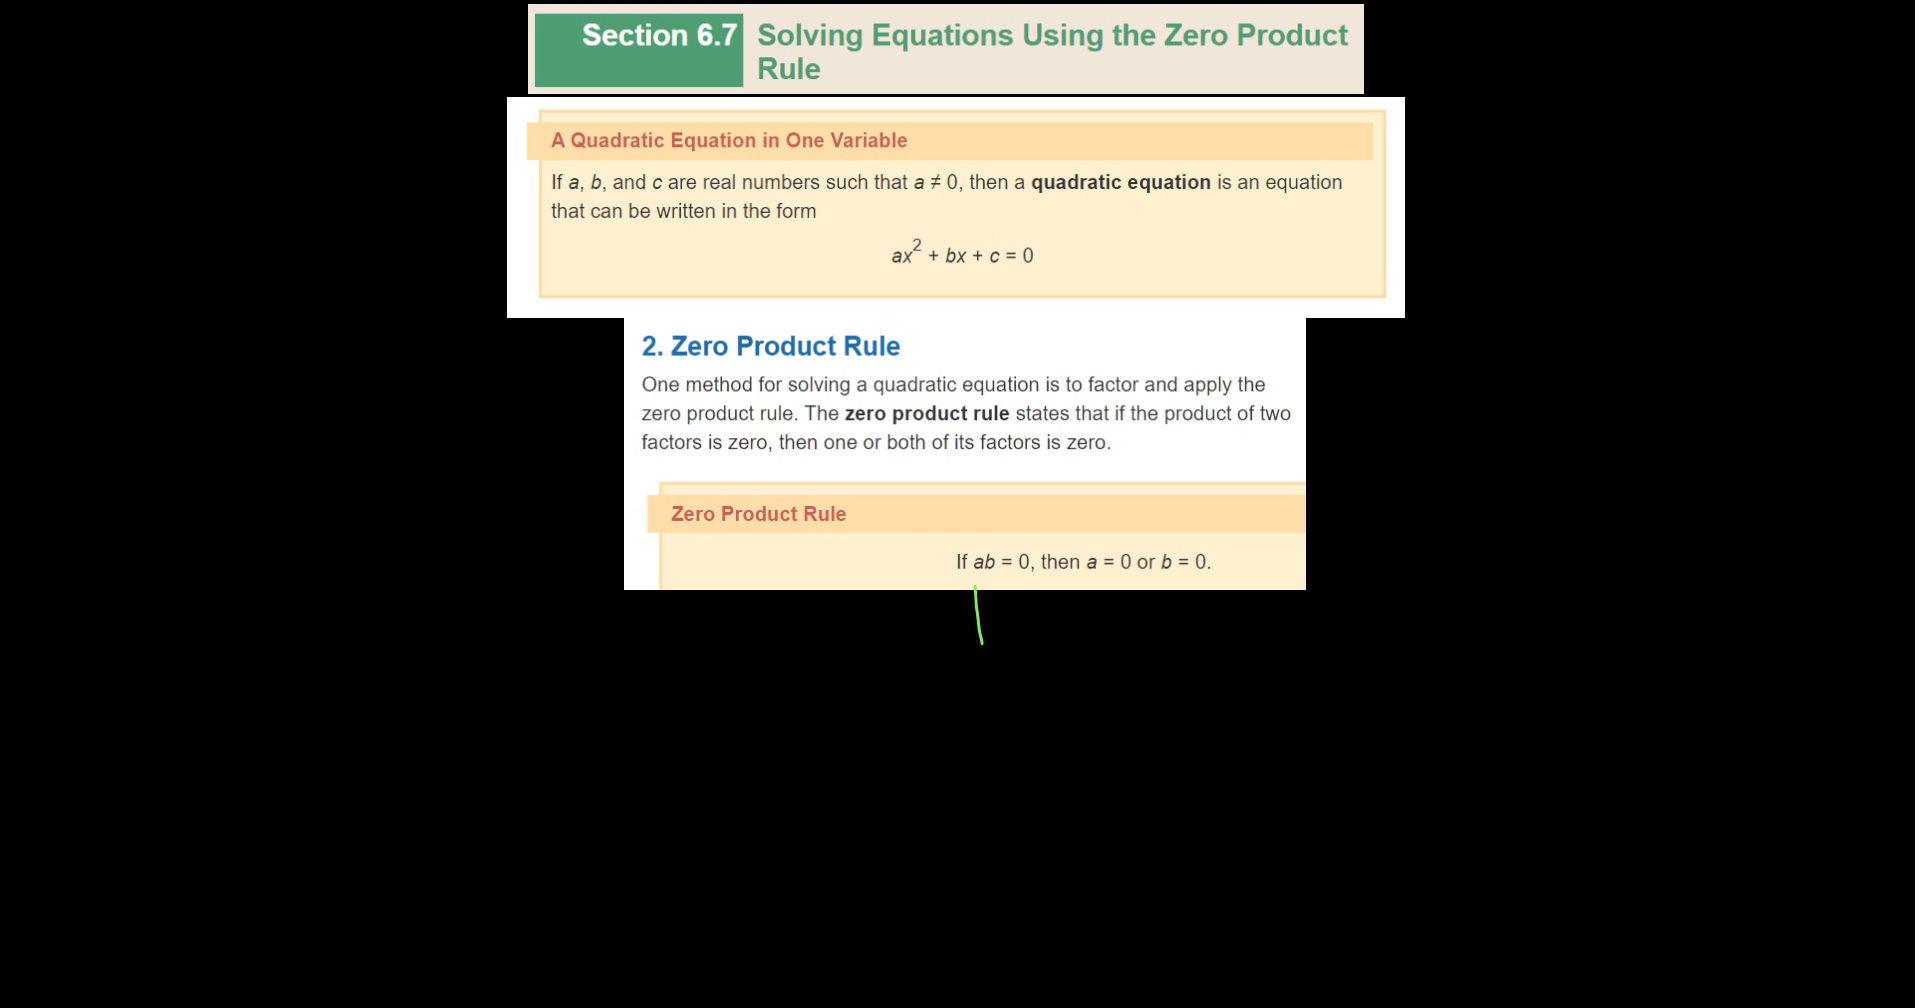 Section 6.7 Solving Equations Using the Zero Product
Rule
A Quadratic Equation in One Variable
If a, b, and c are real numbers such that a ≠ 0, then a quadratic equation is an equation
that can be written in the form
ax² + bx + c = 0
2. Zero Product Rule
One method for solving a quadratic equation is to factor and apply the
zero product rule. The zero product rule states that if the product of two
factors is zero, then one or both of its factors is zero.
Zero Product Rule
If ab = 0, then a = 0 or b = 0.